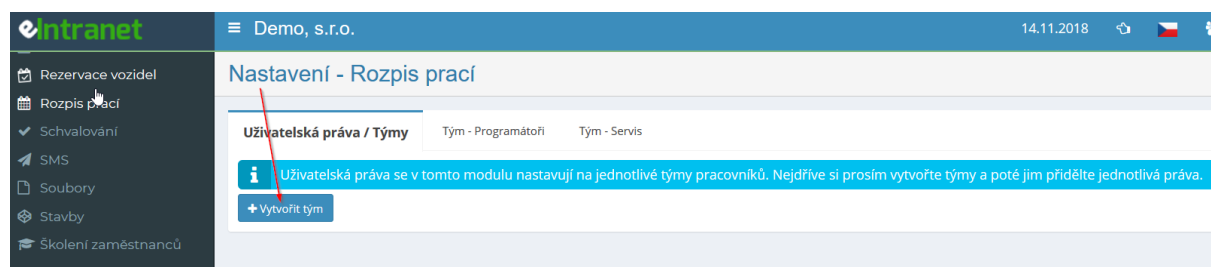 eIntranet
Demo, s.r.o.
14.11.2018
Rezervace vozidel
Rozpis prací
Schvalování
SMS
Soubory
Stavby
Školení zaměstnanců
Nastavení - Rozpis prací
Uživatelská práva / Týmy
Tým - Programátoři
Tým - Servis
i Uživatelská práva se v tomto modulu nastavují na jednotlivé týmy pracovníků. Nejdříve si prosím vytvořte týmy a poté jim přidělte jednotlivá práva.
+ Vytvořit tým